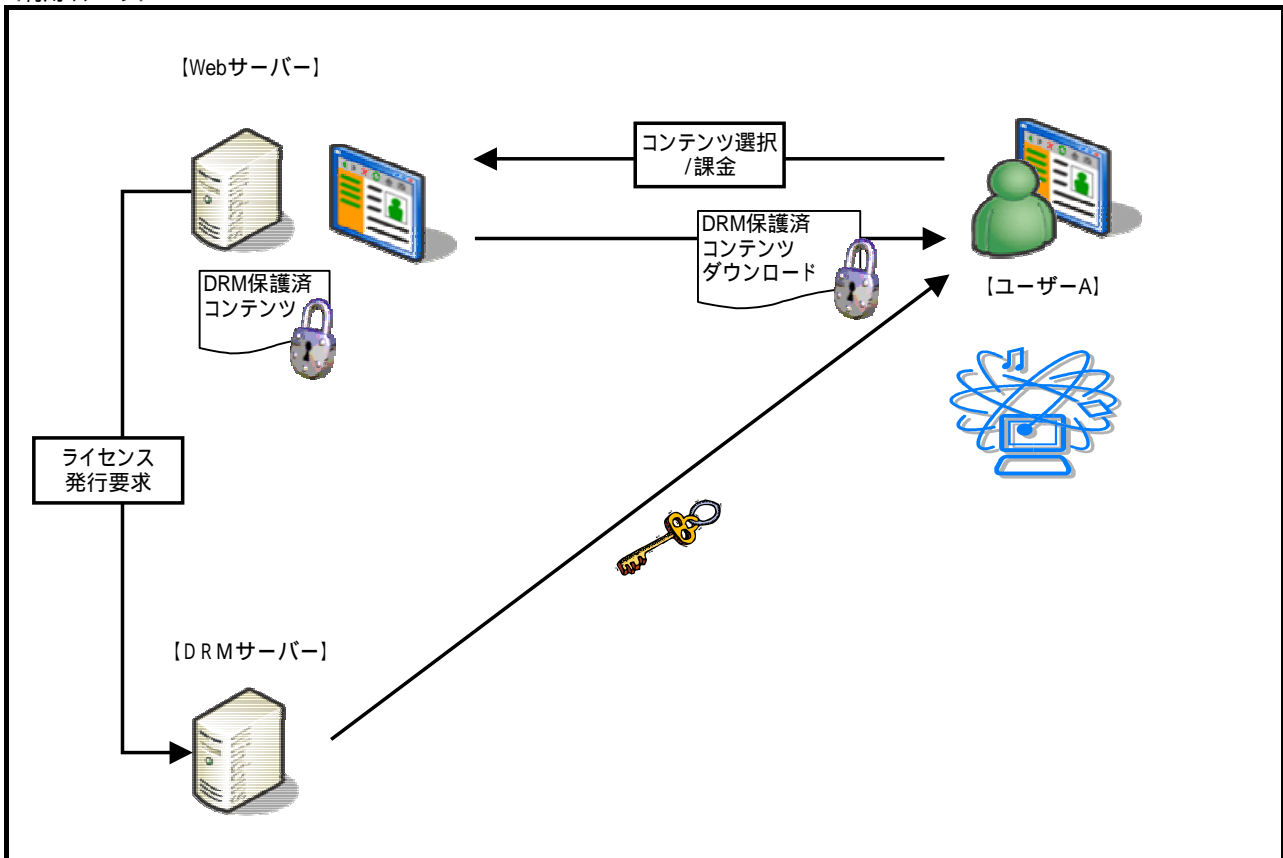 【Webサーバー】
コンテンツ選択
/課金
DRM保護済
コンテンツ
ダウンロード
【ユーザーA】
DRM保護済
コンテンツ
ライセンス
発行要求
【DRMサーバー】